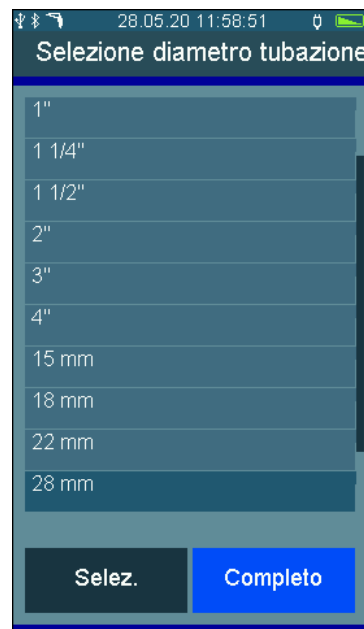 28.05.20 11:58:51
Selezione diametro tubazione
1"
1 1/4"
1 1/2"
2"
3"
4"
15 mm
18 mm
22 mm
28 mm
Selez.
Completo